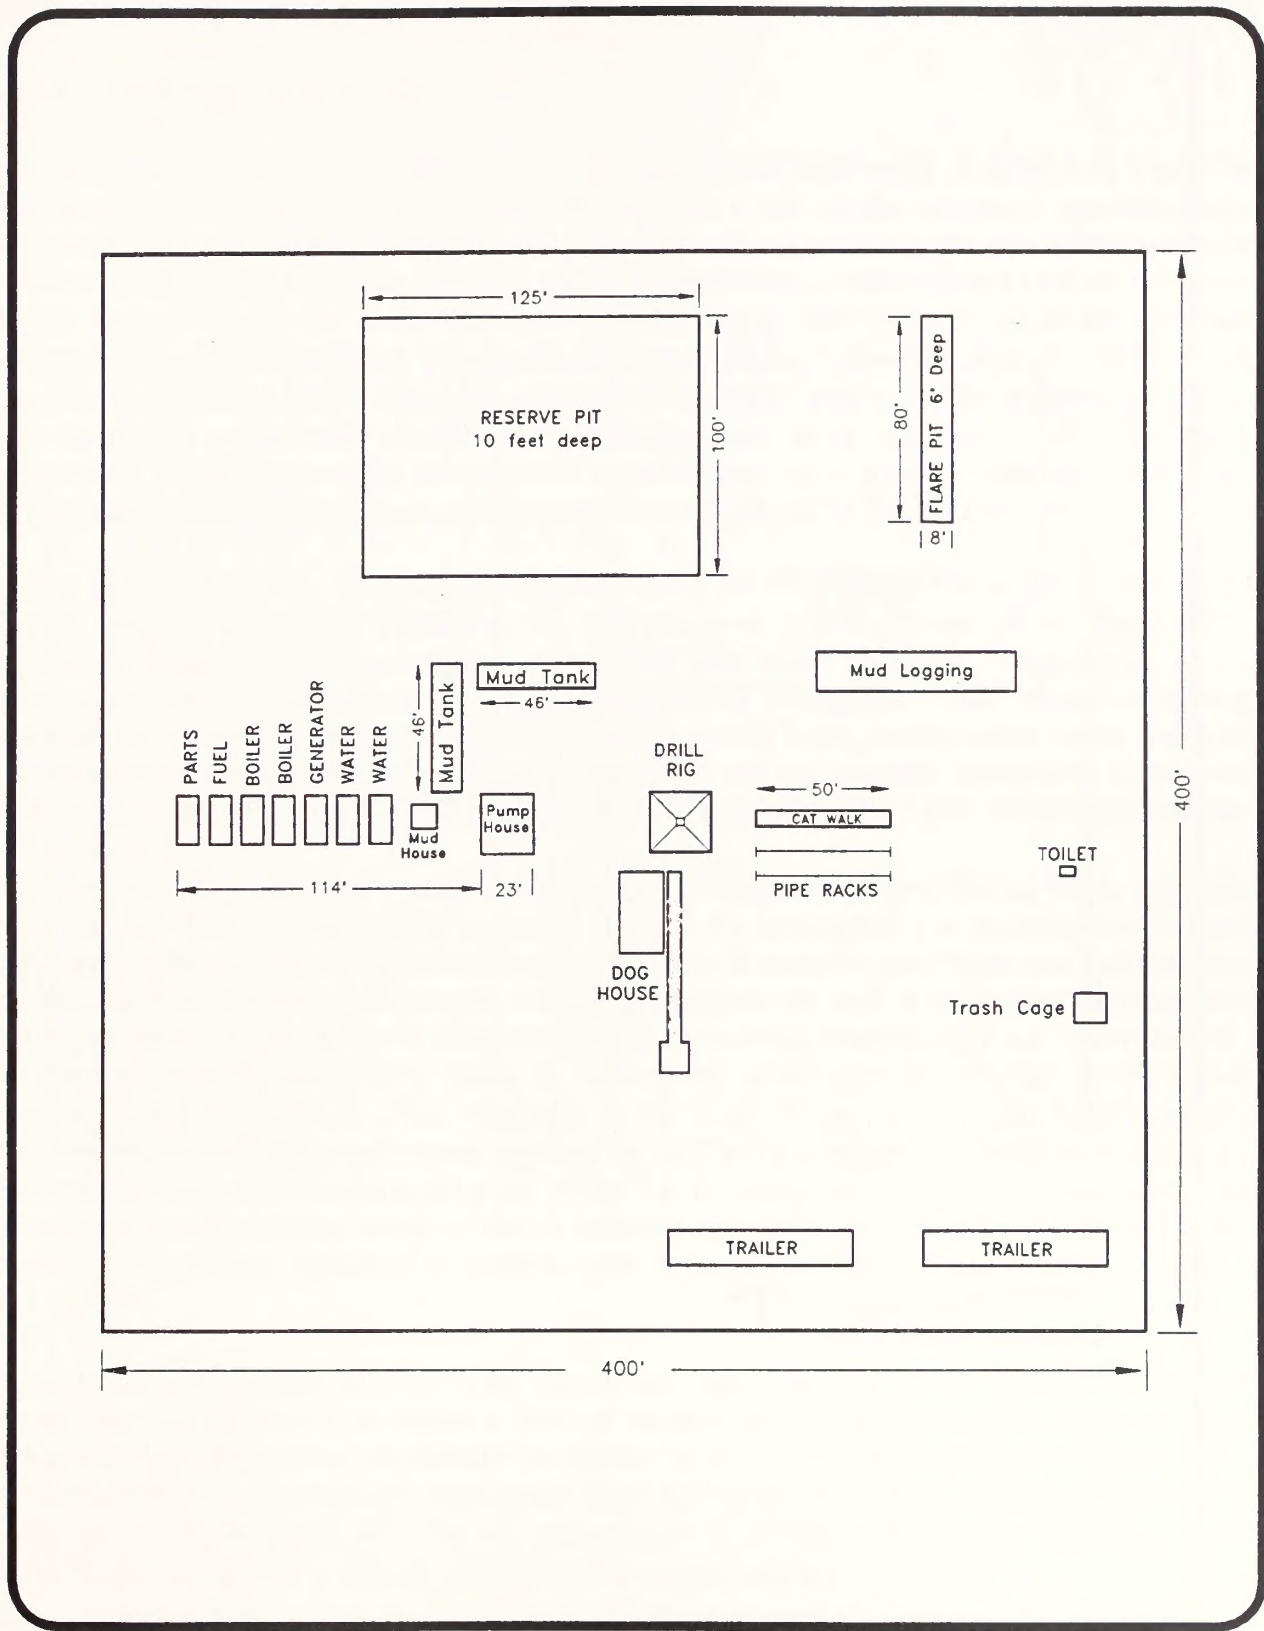 125'
RESERVE PIT
10 feet deep
100'
80'
FLARE PIT 6' Deep
8'
400'
Mud Logging
Mud Tank
46'
Mud Tank
46'
PARTS
FUEL
BOILER
BOILER
GENERATOR
WATER
WATER
Mud
House
Pump
House
DRILL
RIG
50'
CAT WALK
PIPE RACKS
TOILET
114'
23'
DOG
HOUSE
Trash Cage
TRAILER
TRAILER
400'